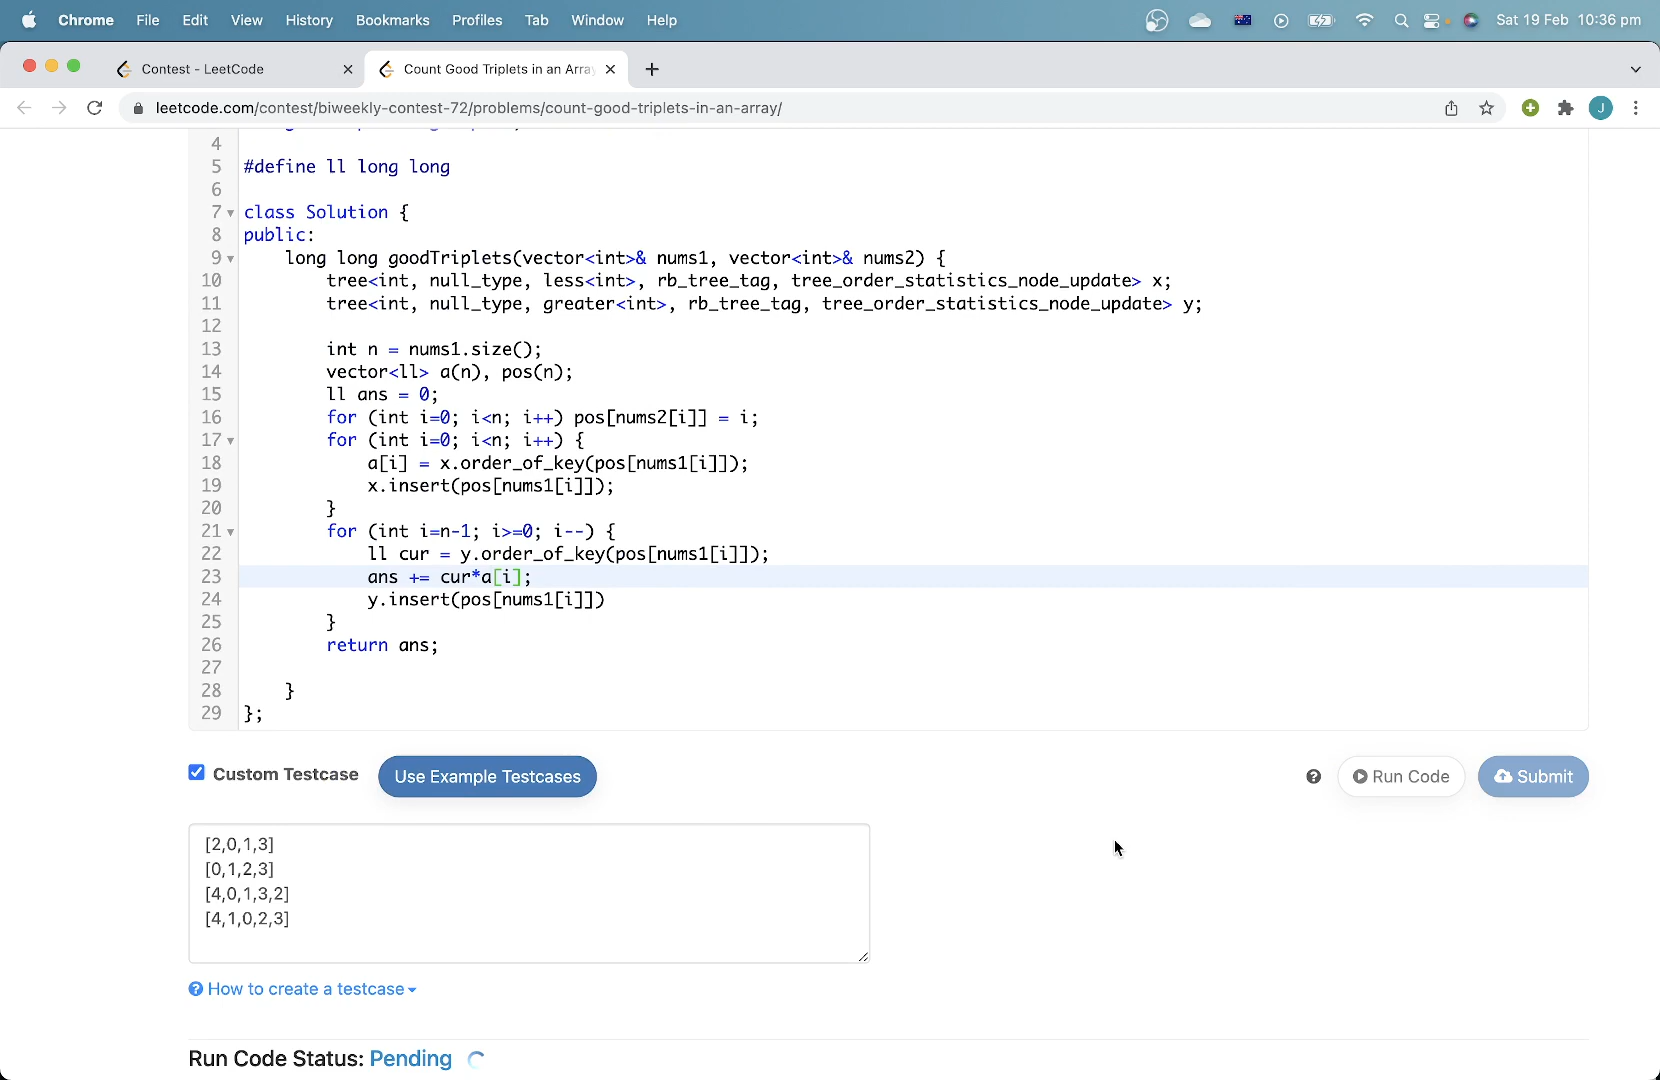 Chrome File Edit View History Bookmarks Profiles Tab Window Help Sat 19 Feb 10:36 pm
Contest - LeetCode Count Good Triplets in an Arra
leetcode.com/contest/biweekly-contest-72/problems/count-good-triplets-in-an-array/ J
4
5 #define ll long long
6
7 class Solution {
8 public:
9 long long goodTriplets(vector<int>& nums1, vector<int>& nums2) {
10 tree<int, null_type, less<int>, rb_tree_tag, tree_order_statistics_node_update> x;
11 tree<int, null_type, greater<int>, rb_tree_tag, tree_order_statistics_node_update> y;
12
13 int n = nums1.size();
14 vector<ll> a(n), pos(n);
15 ll ans = 0;
16 for (int i=0; i<n; i++) pos[nums2[i]] = i;
17 for (int i=0; i<n; i++) {
18 a[i] = x.order_of_key(pos[nums1[i]]);
19 x.insert(pos[nums1[i]]);
20 }
21 for (int i=n-1; i>=0; i--) {
22 ll cur = y.order_of_key(pos[nums1[i]]);
23 ans += cur*a[i];
24 y.insert(pos[nums1[i]])
25 }
26 return ans;
27
28 }
29 };
Custom Testcase Use Example Testcases ? Run Code Submit
[2,0,1,3]
[0,1,2,3]
[4,0,1,3,2]
[4,1,0,2,3]
? How to create a testcase
Run Code Status: Pending